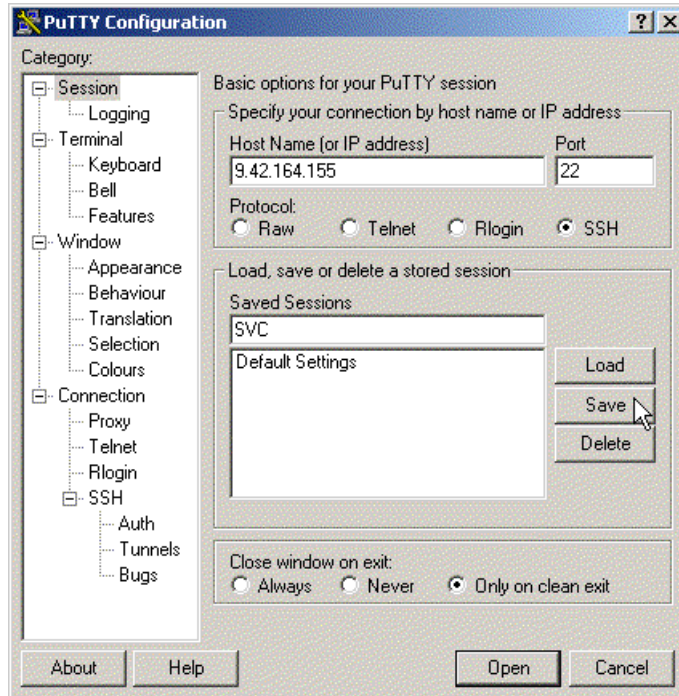 PuTTY Configuration
Category:
Session
Logging
Terminal
Keyboard
Bell
Features
Window
Appearance
Behaviour
Translation
Selection
Colours
Connection
Proxy
Telnet
Rlogin
SSH
Auth
Tunnels
Bugs
Basic options for your PuTTY session
Specify your connection by host name or IP address
Host Name (or IP address) Port
9.42.164.155 22
Protocol:
Raw Telnet Rlogin SSH
Load, save or delete a stored session
Saved Sessions
SVC
Default Settings
Load
Save
Delete
Close window on exit:
Always Never Only on clean exit
About Help Open Cancel